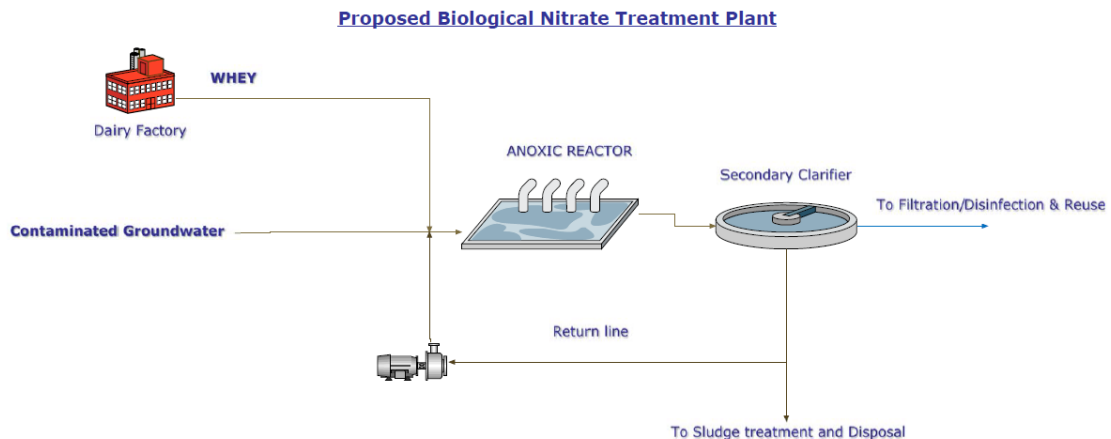 Proposed Biological Nitrate Treatment Plant
WHEY
Dairy Factory
ANOXIC REACTOR
Secondary Clarifier
To Filtration/Disinfection & Reuse
Contaminated Groundwater
Return line
To Sludge treatment and Disposal